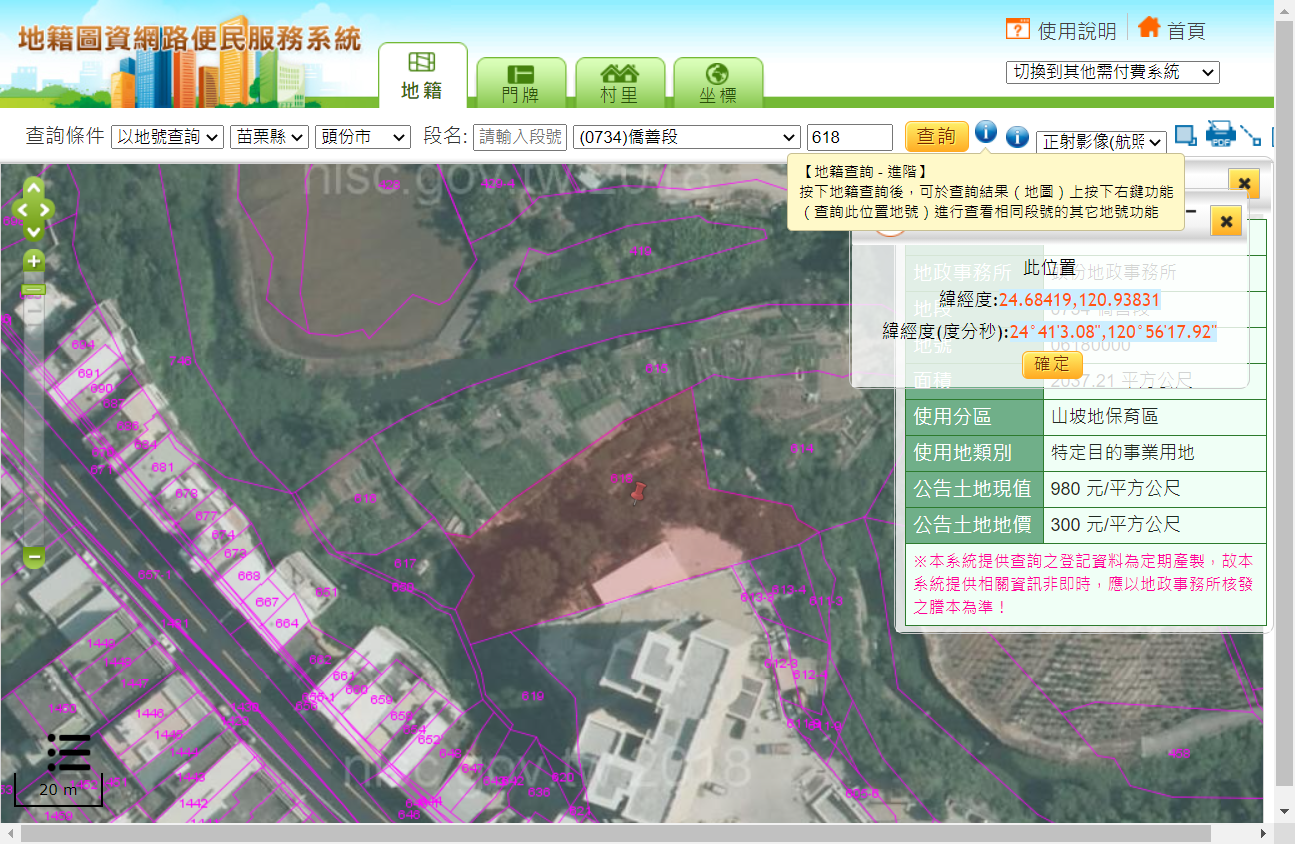 地籍圖資網路便民服務系統
地籍
門牌
村里
坐標
使用說明
首頁
切換到其他需付費系統
查詢條件
以地號查詢
苗栗縣
頭份市
段名:
請輸入段號
(0734)僑善段
618
查詢
正射影像(航照
【地籍查詢 - 進階】
按下地籍查詢後，可於查詢結果（地圖）上按下右鍵功能
（查詢此位置地號）進行查看相同段號的其它地號功能
此位置
緯經度:24.68419,120.93831
緯經度(度分秒):24°41'3.08",120°56'17.92"
確定
地政事務所
份地政事務所
地段
0734 僑善段
地號
06180000
面積
2037.21 平方公尺
使用分區
山坡地保育區
使用地類別
特定目的事業用地
公告土地現值
980 元/平方公尺
公告土地地價
300 元/平方公尺
※本系統提供查詢之登記資料為定期產製，故本
系統提供相關資訊非即時，應以地政事務所核發
之謄本為準！
694
691
690
684
681
678
677
674
673
668
667
664
651
661
660
659
658
652
615
614
616
617
618
619
620
612-3
612-4
613-3
613-4
1449
1448
1447
1446
1445
1444
1443
1442
1450
nlsc.gov.tw 2018
nlsc.gov.tw 2018
20 m